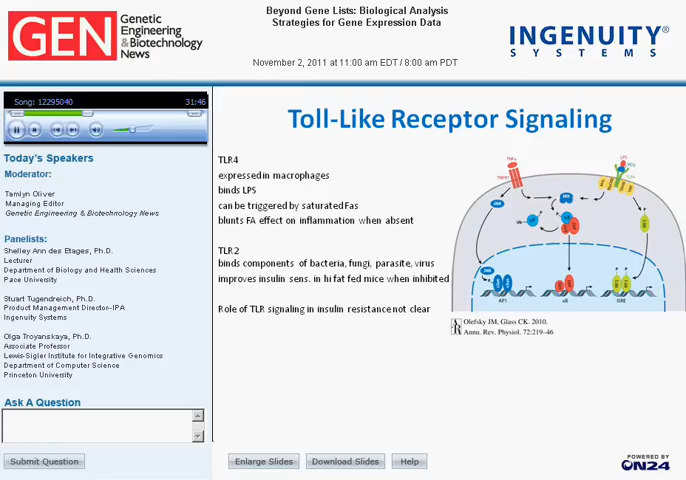 GEN
Genetic
Engineering
& Biotechnology
News
Beyond Gene Lists: Biological Analysis
Strategies for Gene Expression Data
November 2, 2011 at 11:00 am EDT / 8:00 am PDT
INGENUITY®
SYSTEMS
Song: 12295040 31:46
Today's Speakers
Moderator:
Tamlyn Oliver
Managing Editor
Genetic Engineering & Biotechnology News
Panelists:
Shelley Ann des Etages, Ph.D.
Lecturer
Department of Biology and Health Sciences
Pace University
Stuart Tugendreich, Ph.D.
Product Management Director-IPA
Ingenuity Systems
Olga Troyanskaya, Ph.D.
Associate Professor
Lewis-Sigler Institute for Integrative Genomics
Department of Computer Science
Princeton University
Ask A Question
Submit Question
Toll-Like Receptor Signaling
TLR4
expressed in macrophages
binds LPS
can be triggered by saturated Fas
blunts FA effect on inflammation when absent
TLR2
binds components of bacteria, fungi, parasite, virus
improves insulin sens. in hi fat fed mice when inhibited
Role of TLR signaling in insulin resistance not clear
LPS
JNK
JNK
AP1
κB
ISRE
AR Olefsky JM, Glass CK. 2010.
Annu. Rev. Physiol. 72:219–46
Enlarge Slides
Download Slides
Help
POWERED BY
ON24